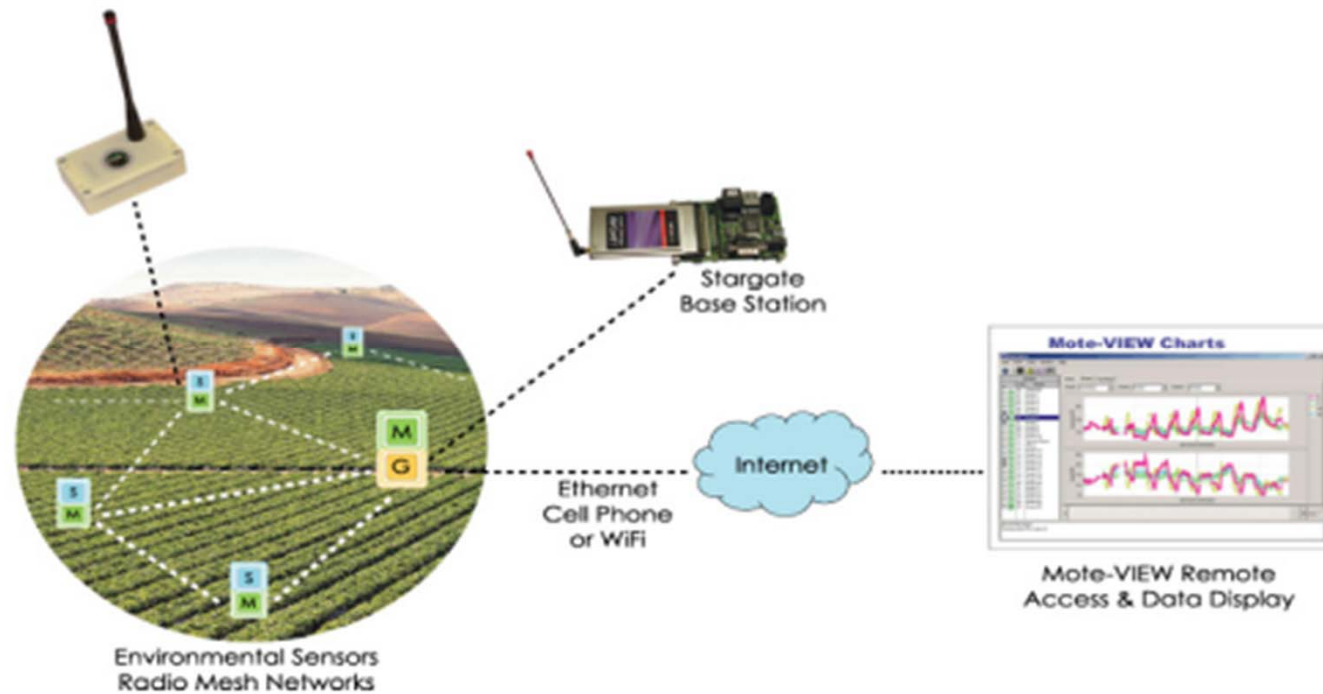 Stargate
Base Station
S
M
S
M
M
G
S
M
S
M
Ethernet
Cell Phone
or WiFi
Internet
Mote-VIEW Charts
Mote-VIEW Remote
Access & Data Display
Environmental Sensors
Radio Mesh Networks